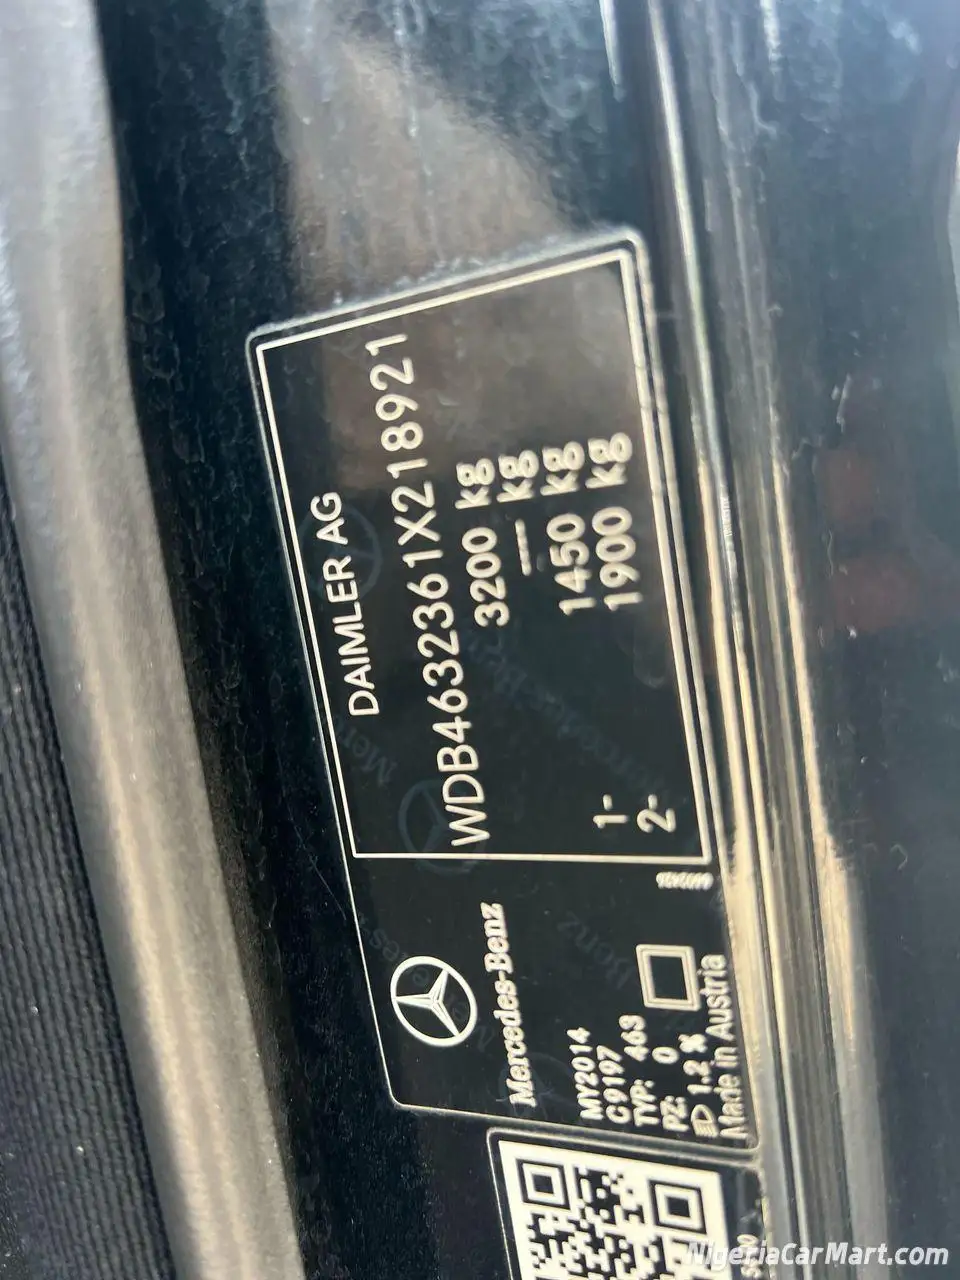 DAIMLER AG
WDB4632361X218921
3200 kg
---- kg
1- 1450 kg
2- 1900 kg
Mercedes-Benz
MY2014
C9197
TYP: 463
PZ: 0
1.2 %
Made in Austria
NigeriaCarMart.com